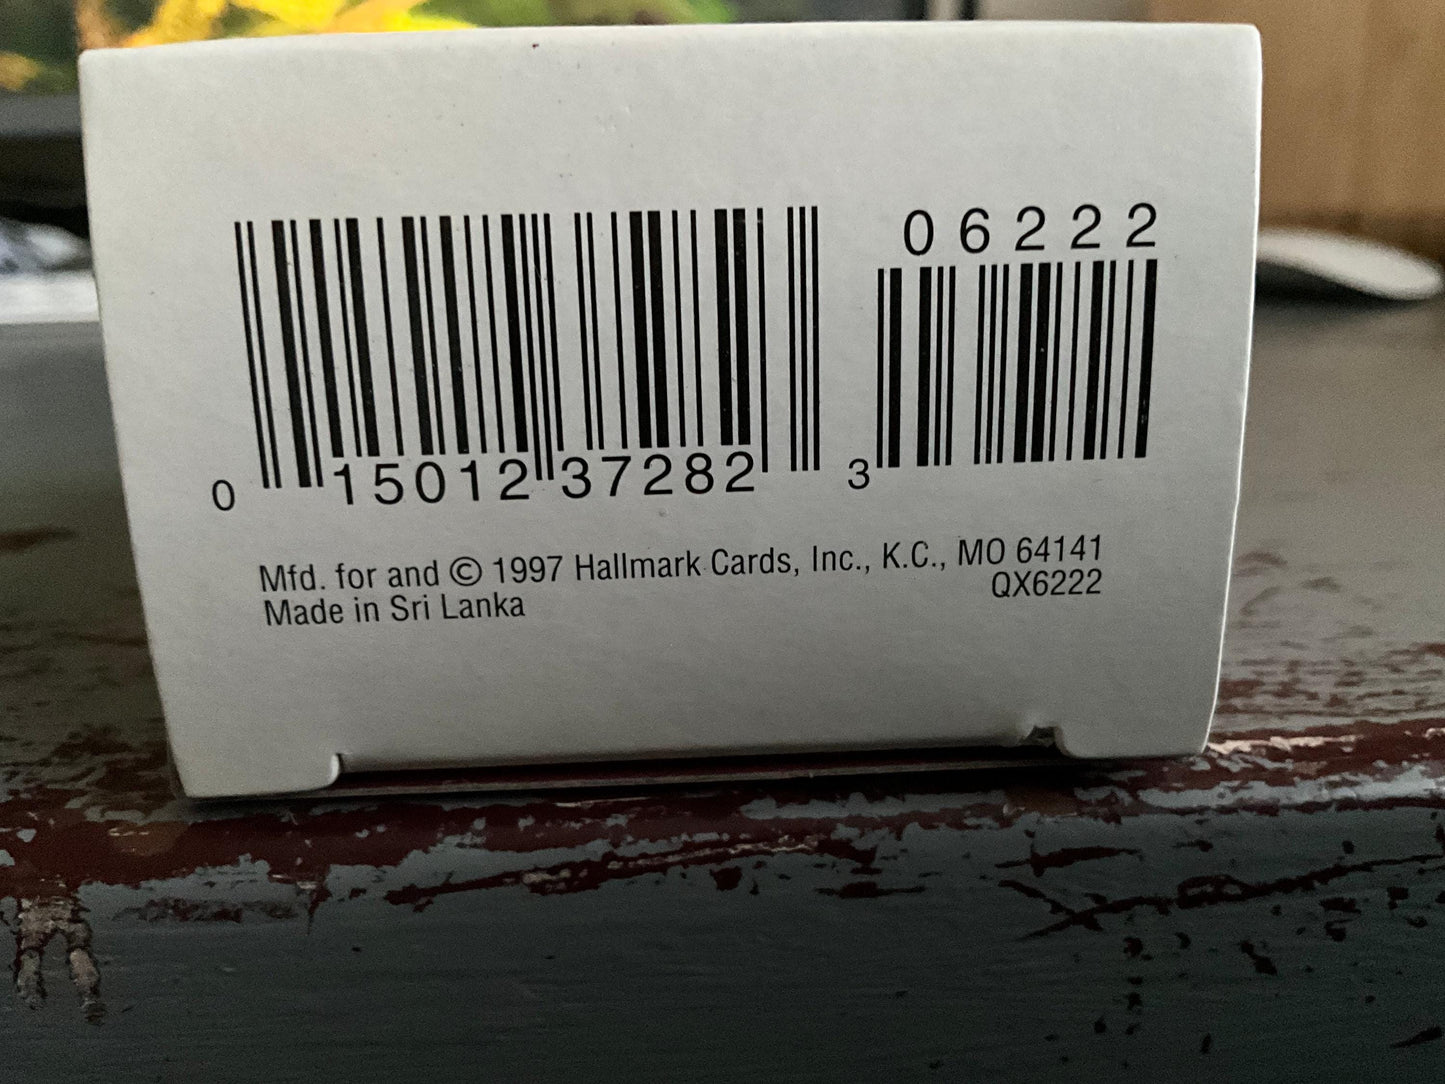 06222
0 15012 37282 3
Mfd. for and © 1997 Hallmark Cards, Inc., K.C., MO 64141
QX6222
Made in Sri Lanka